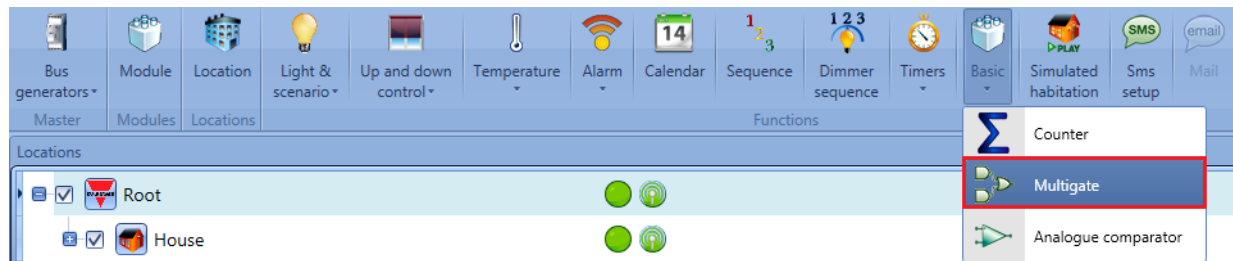 1 2 3
14
1 2 3
PLAY
SMS
email
Bus generators
Module
Location
Light & scenario
Up and down control
Temperature
Alarm
Calendar
Sequence
Dimmer sequence
Timers
Basic
Simulated habitation
Sms setup
Mail
Master
Modules
Locations
Functions
Counter
Locations
Multigate
Root
House
Analogue comparator